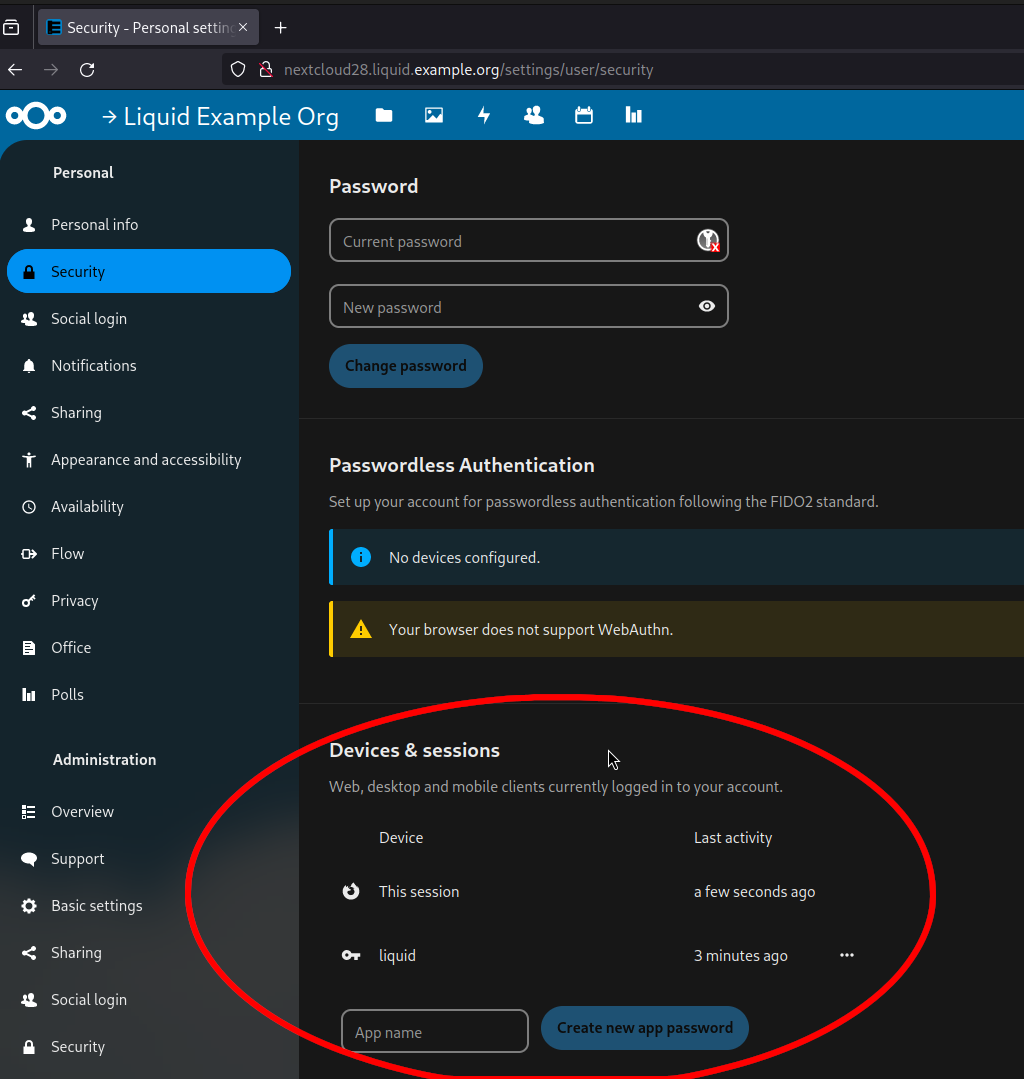 Security - Personal settin
nextcloud28.liquid.example.org/settings/user/security
→ Liquid Example Org
Personal
Personal info
Security
Social login
Notifications
Sharing
Appearance and accessibility
Availability
Flow
Privacy
Office
Polls
Administration
Overview
Support
Basic settings
Sharing
Social login
Security
Password
Current password
New password
Change password
Passwordless Authentication
Set up your account for passwordless authentication following the FIDO2 standard.
No devices configured.
Your browser does not support WebAuthn.
Devices & sessions
Web, desktop and mobile clients currently logged in to your account.
Device Last activity
This session a few seconds ago
liquid 3 minutes ago
App name Create new app password